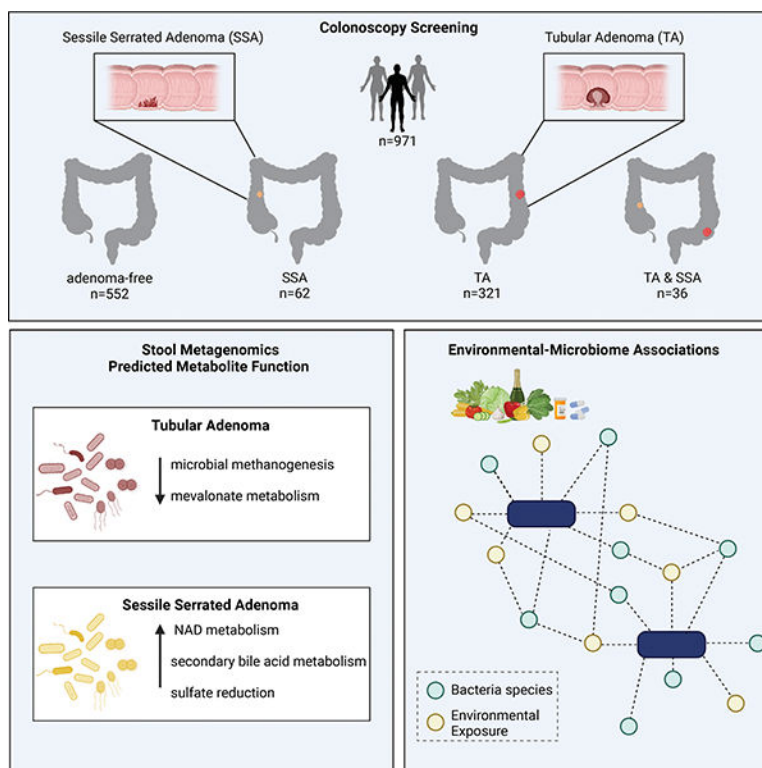 Colonoscopy Screening
Sessile Serrated Adenoma (SSA)
Tubular Adenoma (TA)
n=971
adenoma-free
n=552
SSA
n=62
TA
n=321
TA & SSA
n=36
Stool Metagenomics
Predicted Metabolite Function
Tubular Adenoma
microbial methanogenesis
mevalonate metabolism
Sessile Serrated Adenoma
NAD metabolism
secondary bile acid metabolism
sulfate reduction
Environmental-Microbiome Associations
Bacteria species
Environmental
Exposure